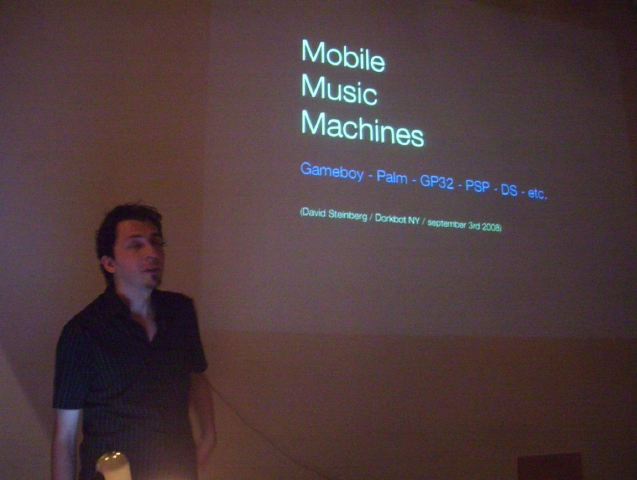 Mobile
Music
Machines
Gameboy - Palm - GP32 - PSP - DS - etc.
(David Steinberg / Dorkbot NY / september 3rd 2008)